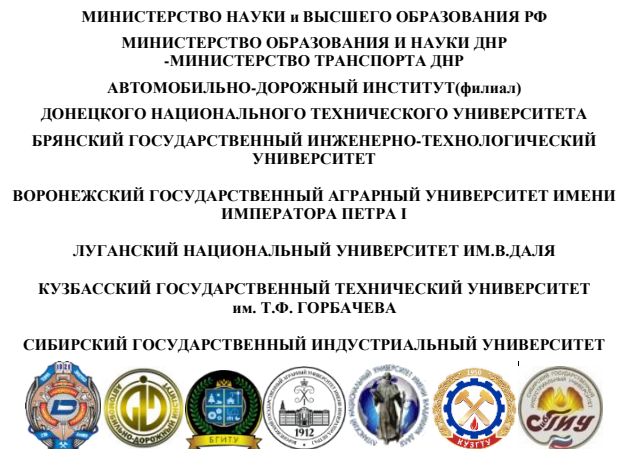 МИНИСТЕРСТВО НАУКИ и ВЫСШЕГО ОБРАЗОВАНИЯ РФ
МИНИСТЕРСТВО ОБРАЗОВАНИЯ И НАУКИ ДНР
-МИНИСТЕРСТВО ТРАНСПОРТА ДНР
АВТОМОБИЛЬНО-ДОРОЖНЫЙ ИНСТИТУТ(филиал)
ДОНЕЦКОГО НАЦИОНАЛЬНОГО ТЕХНИЧЕСКОГО УНИВЕРСИТЕТА
БРЯНСКИЙ ГОСУДАРСТВЕННЫЙ ИНЖЕНЕРНО-ТЕХНОЛОГИЧЕСКИЙ
УНИВЕРСИТЕТ
ВОРОНЕЖСКИЙ ГОСУДАРСТВЕННЫЙ АГРАРНЫЙ УНИВЕРСИТЕТ ИМЕНИ
ИМПЕРАТОРА ПЕТРА I
ЛУГАНСКИЙ НАЦИОНАЛЬНЫЙ УНИВЕРСИТЕТ ИМ.В.ДАЛЯ
КУЗБАССКИЙ ГОСУДАРСТВЕННЫЙ ТЕХНИЧЕСКИЙ УНИВЕРСИТЕТ
им. Т.Ф. ГОРБАЧЕВА
СИБИРСКИЙ ГОСУДАРСТВЕННЫЙ ИНДУСТРИАЛЬНЫЙ УНИВЕРСИТЕТ
БГИТУ
1912
1950
КУЗГТУ